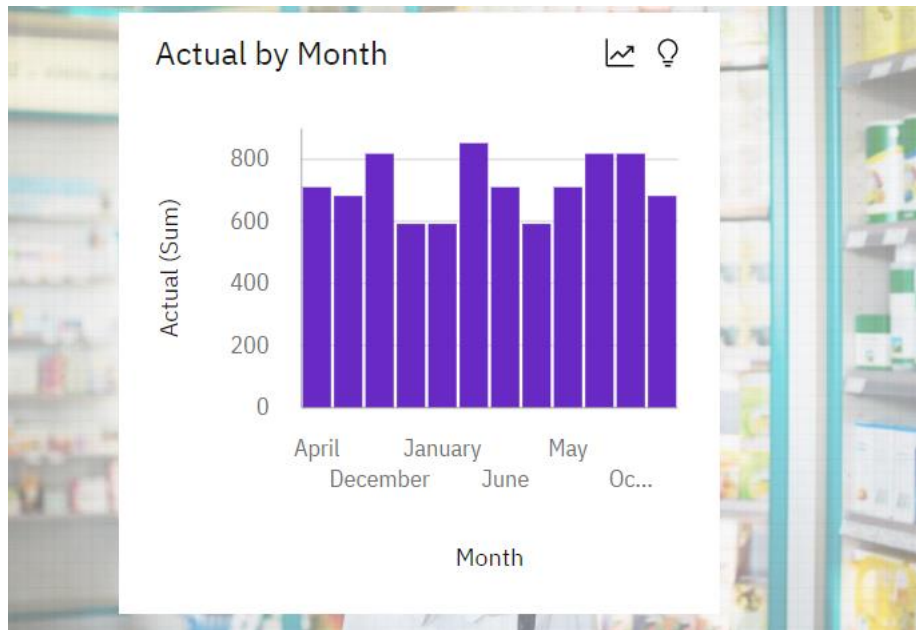 Actual by Month
800
600
400
200
0
Actual (Sum)
April January May
December June Oc...
Month